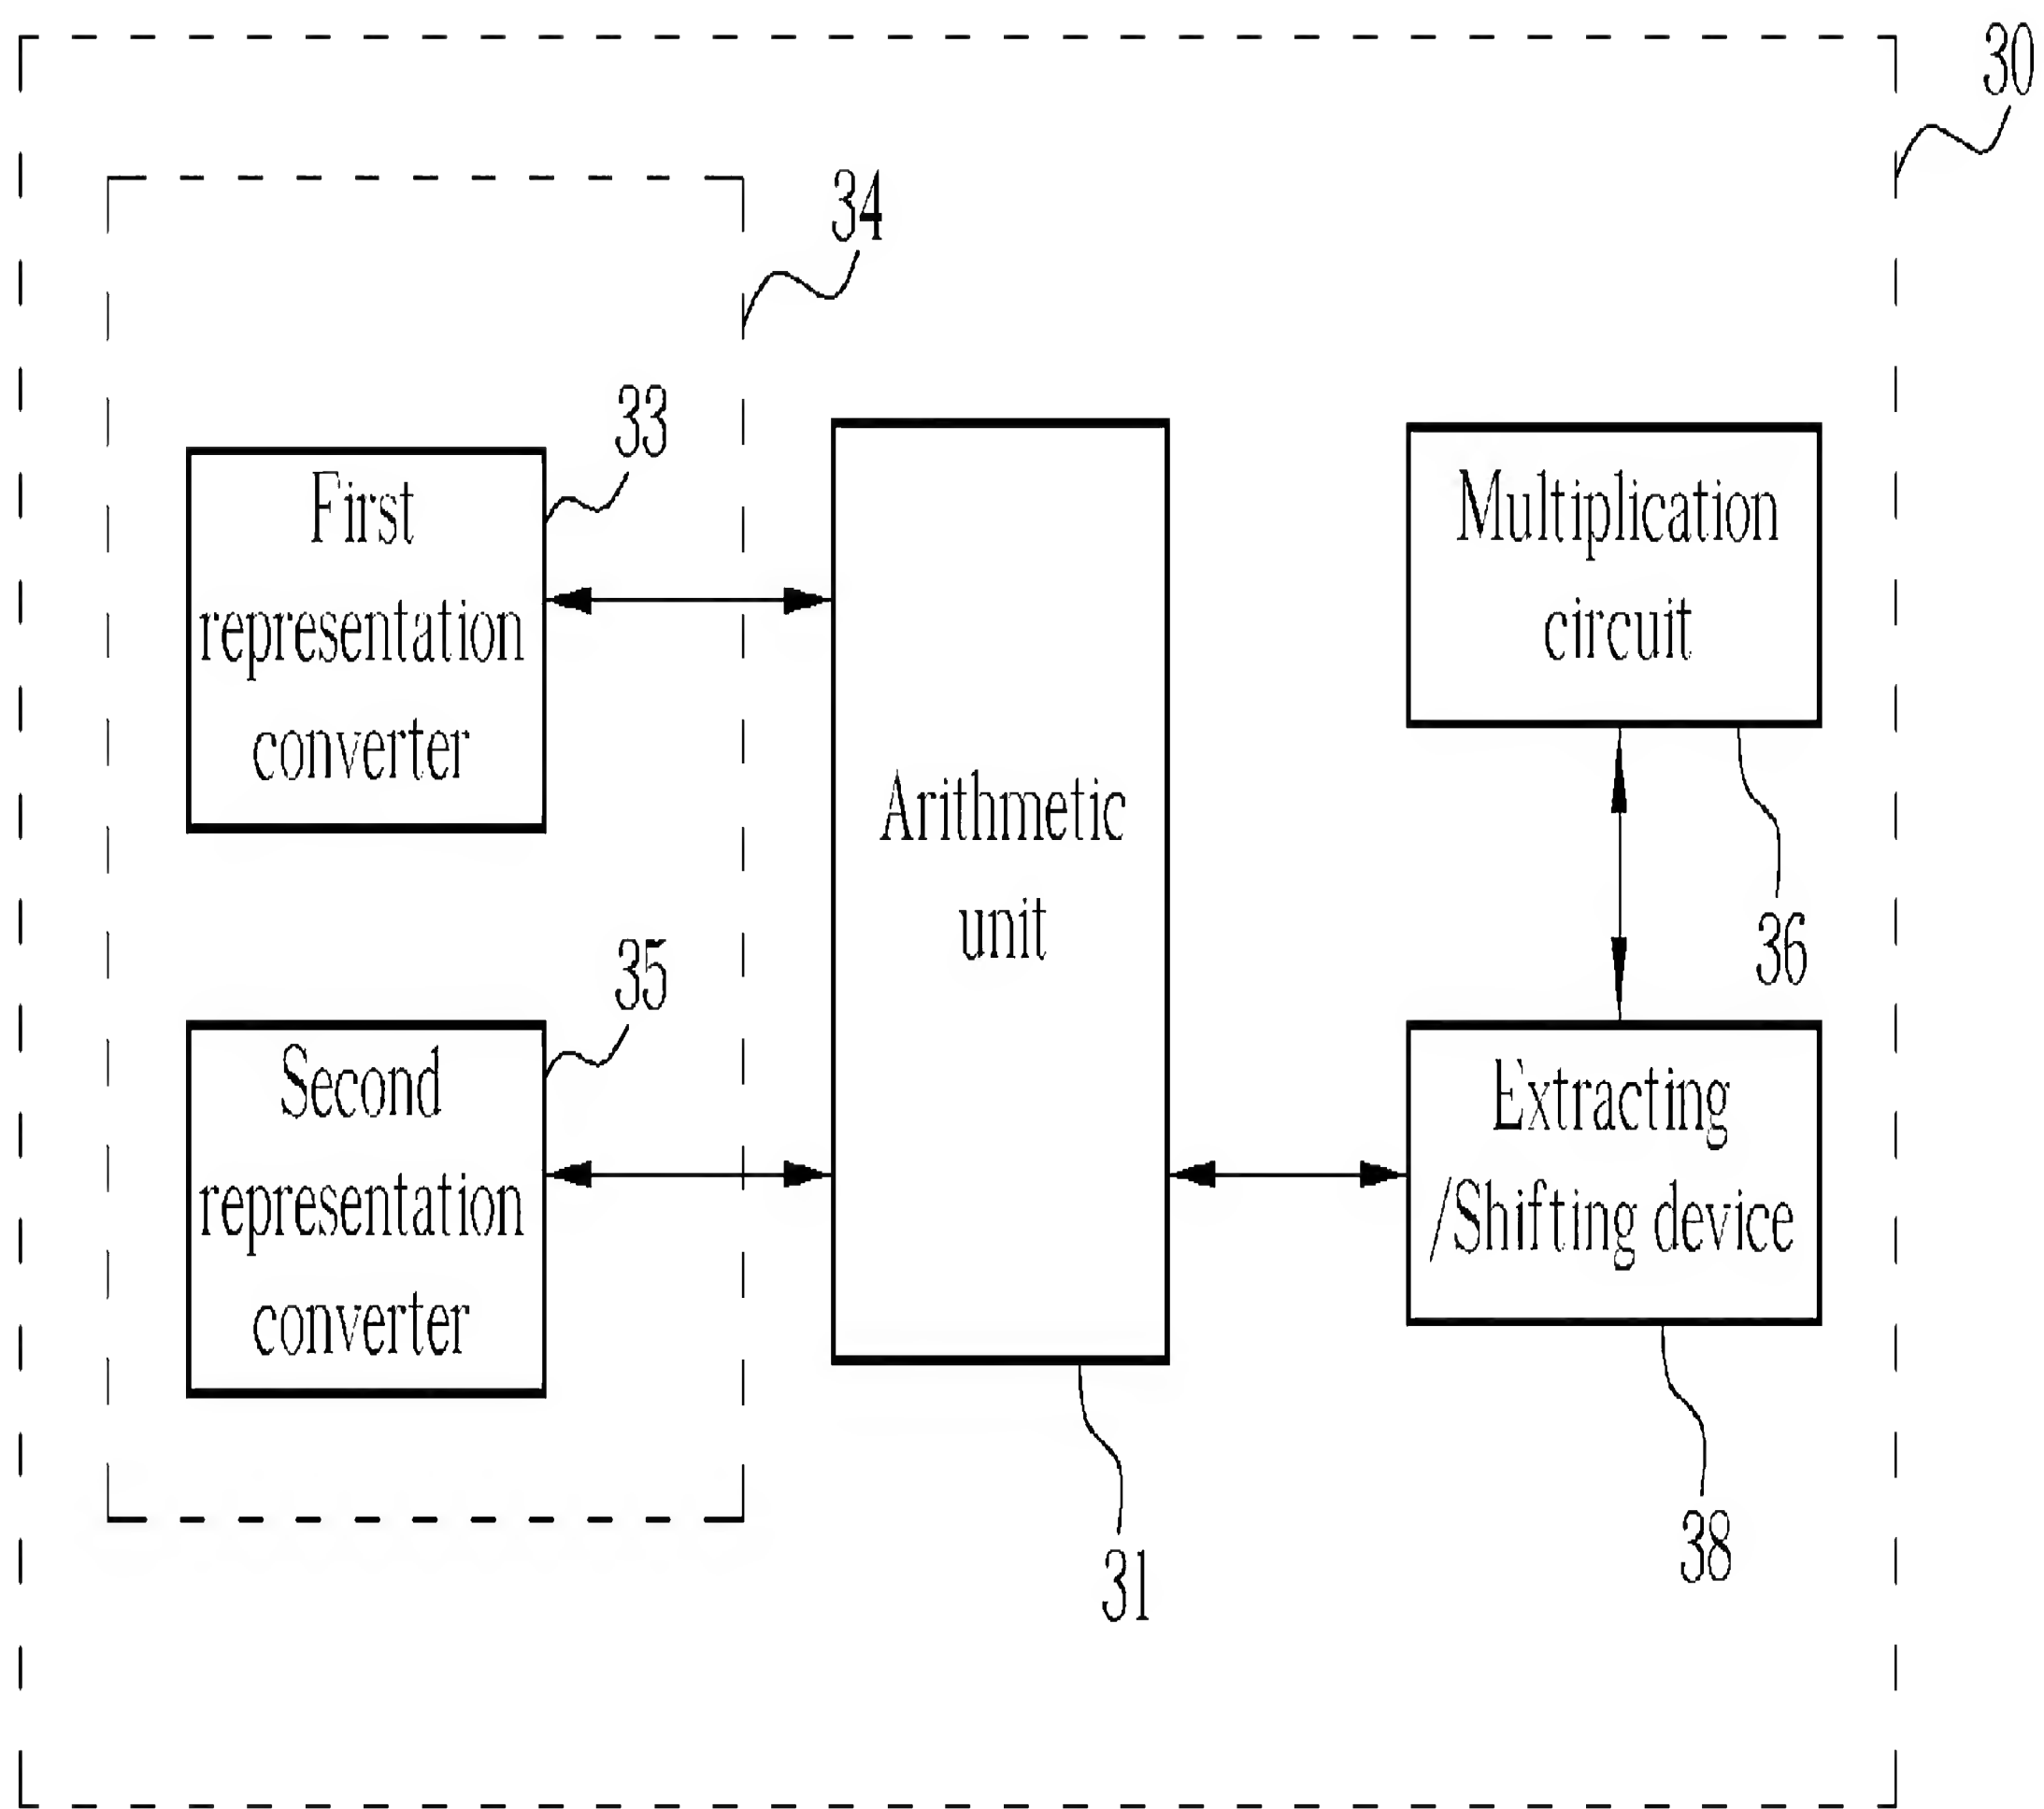 30
34
33
First
representation
converter
Multiplication
circuit
Arithmetic
unit
36
35
Second
representation
converter
Extracting
/Shifting device
31
38